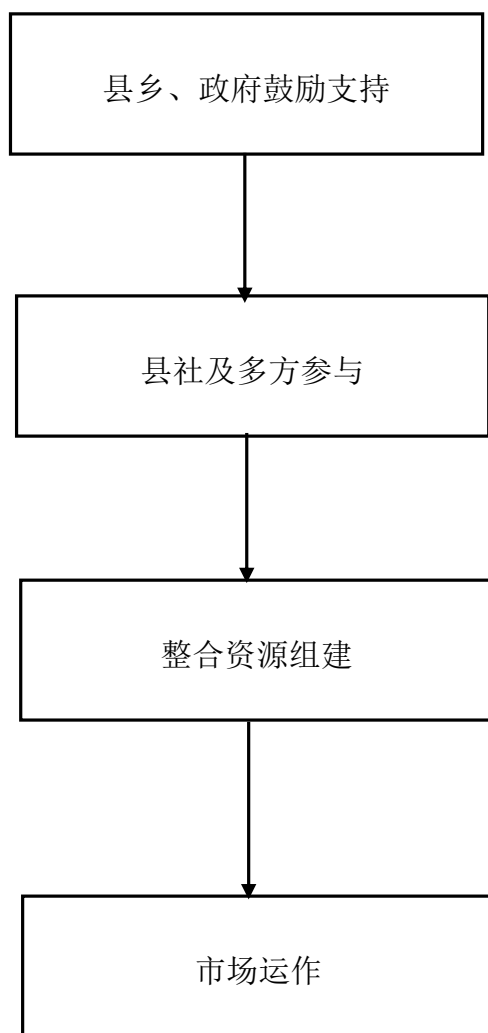 县乡、政府鼓励支持
县社及多方参与
整合资源组建
市场运作